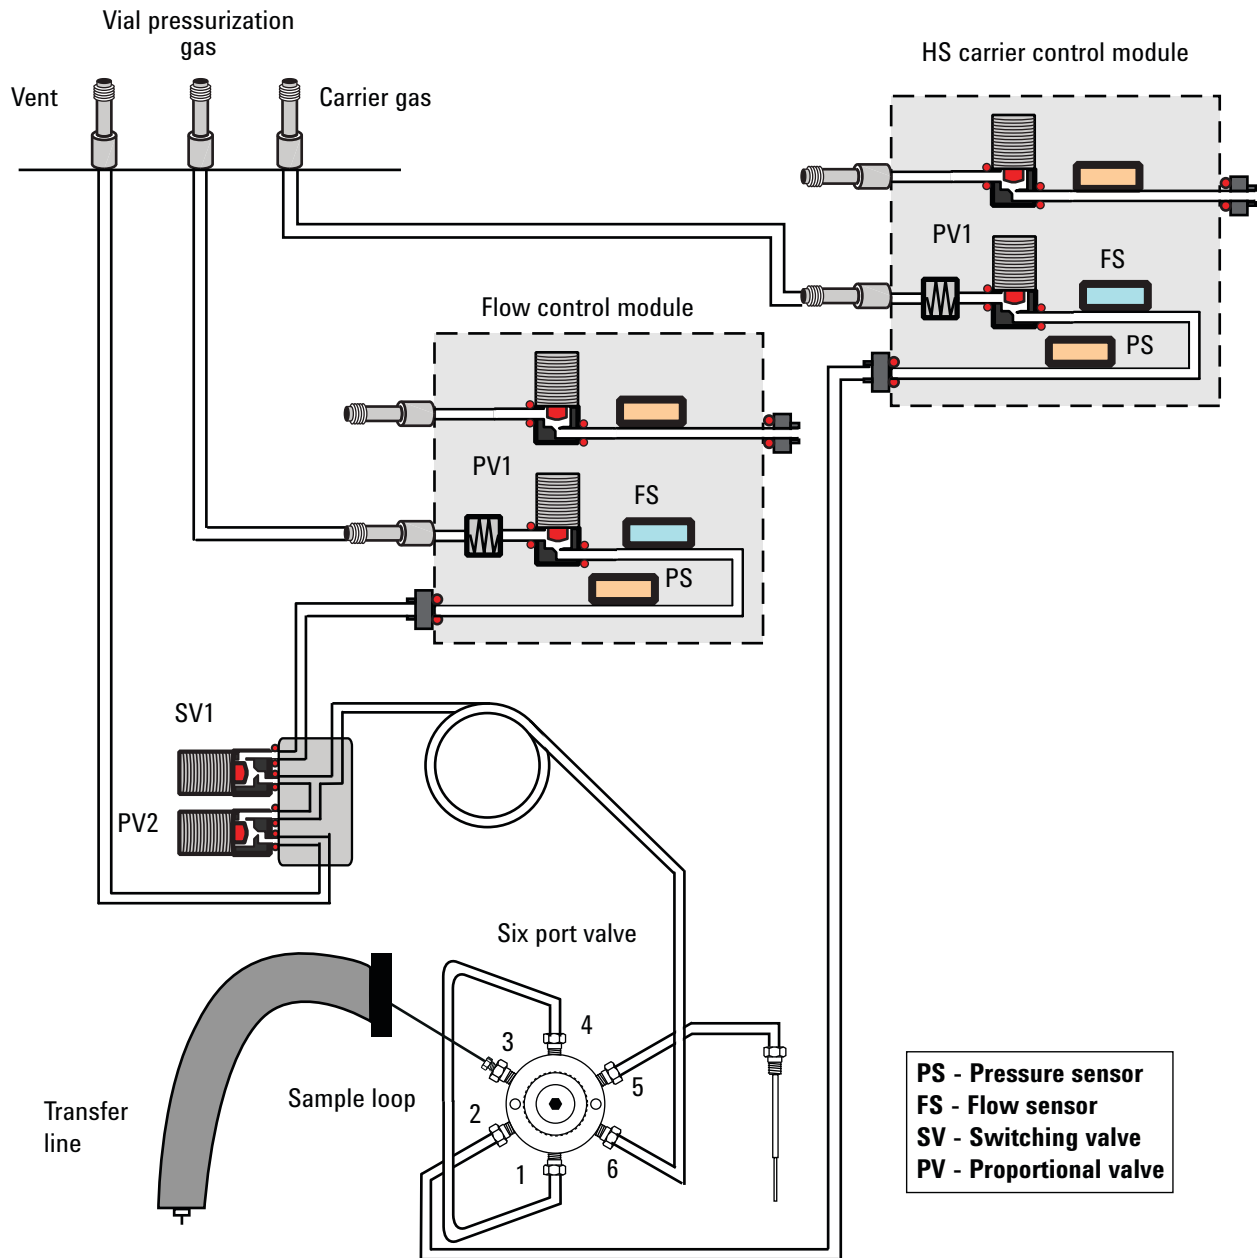 Vial pressurization
gas
HS carrier control module
Vent
Carrier gas
PV1
FS
Flow control module
PS
PV1
FS
PS
SV1
PV2
Six port valve
4
3
5
Sample loop
2
Transfer
line
1
6
PS - Pressure sensor
FS - Flow sensor
SV - Switching valve
PV - Proportional valve